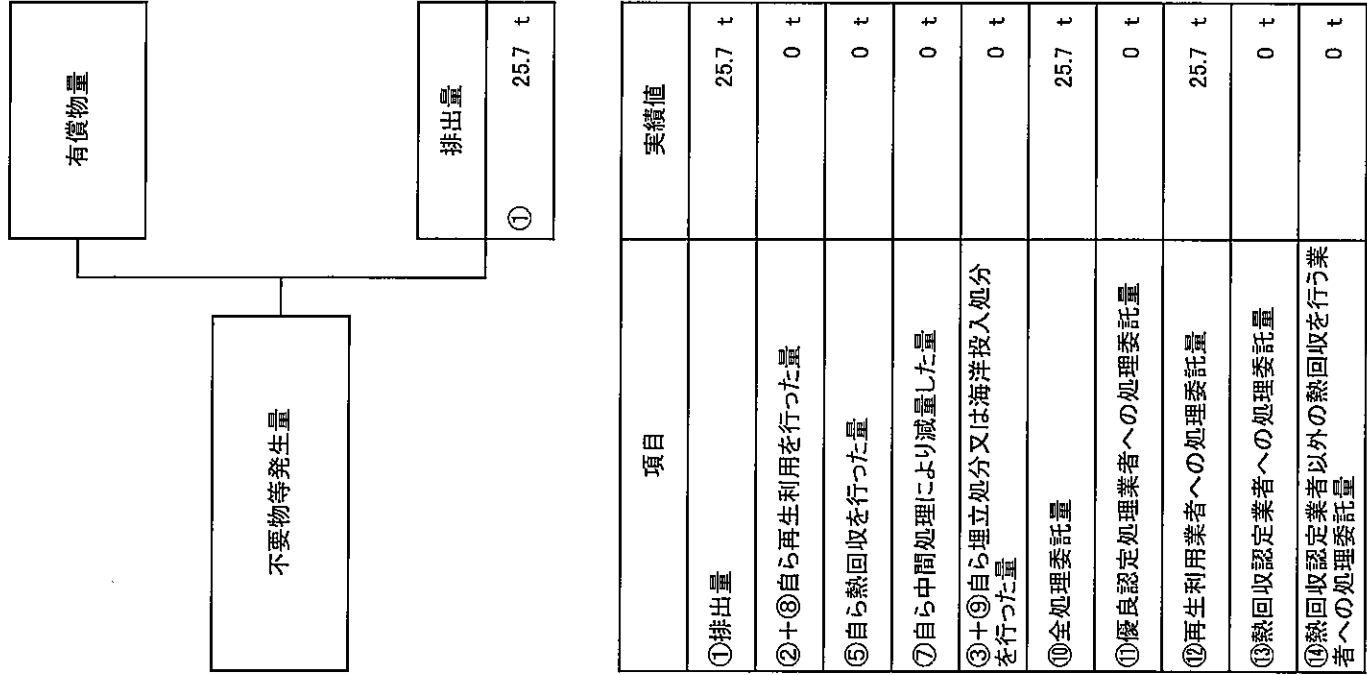 有償物量
不要物等発生量
排出量
① 25.7 t
項目 実績値
①排出量 25.7 t
②+⑧自ら再生利用を行った量 0 t
⑤自ら熱回収を行った量 0 t
⑦自ら中間処理により減量した量 0 t
③+⑨自ら埋立処分又は海洋投入処分
を行った量 0 t
⑩全処理委託量 25.7 t
⑪優良認定処理業者への処理委託量 0 t
⑫再生利用業者への処理委託量 25.7 t
⑬熱回収認定業者への処理委託量 0 t
⑭熱回収認定業者以外の熱回収を行う業
者への処理委託量 0 t